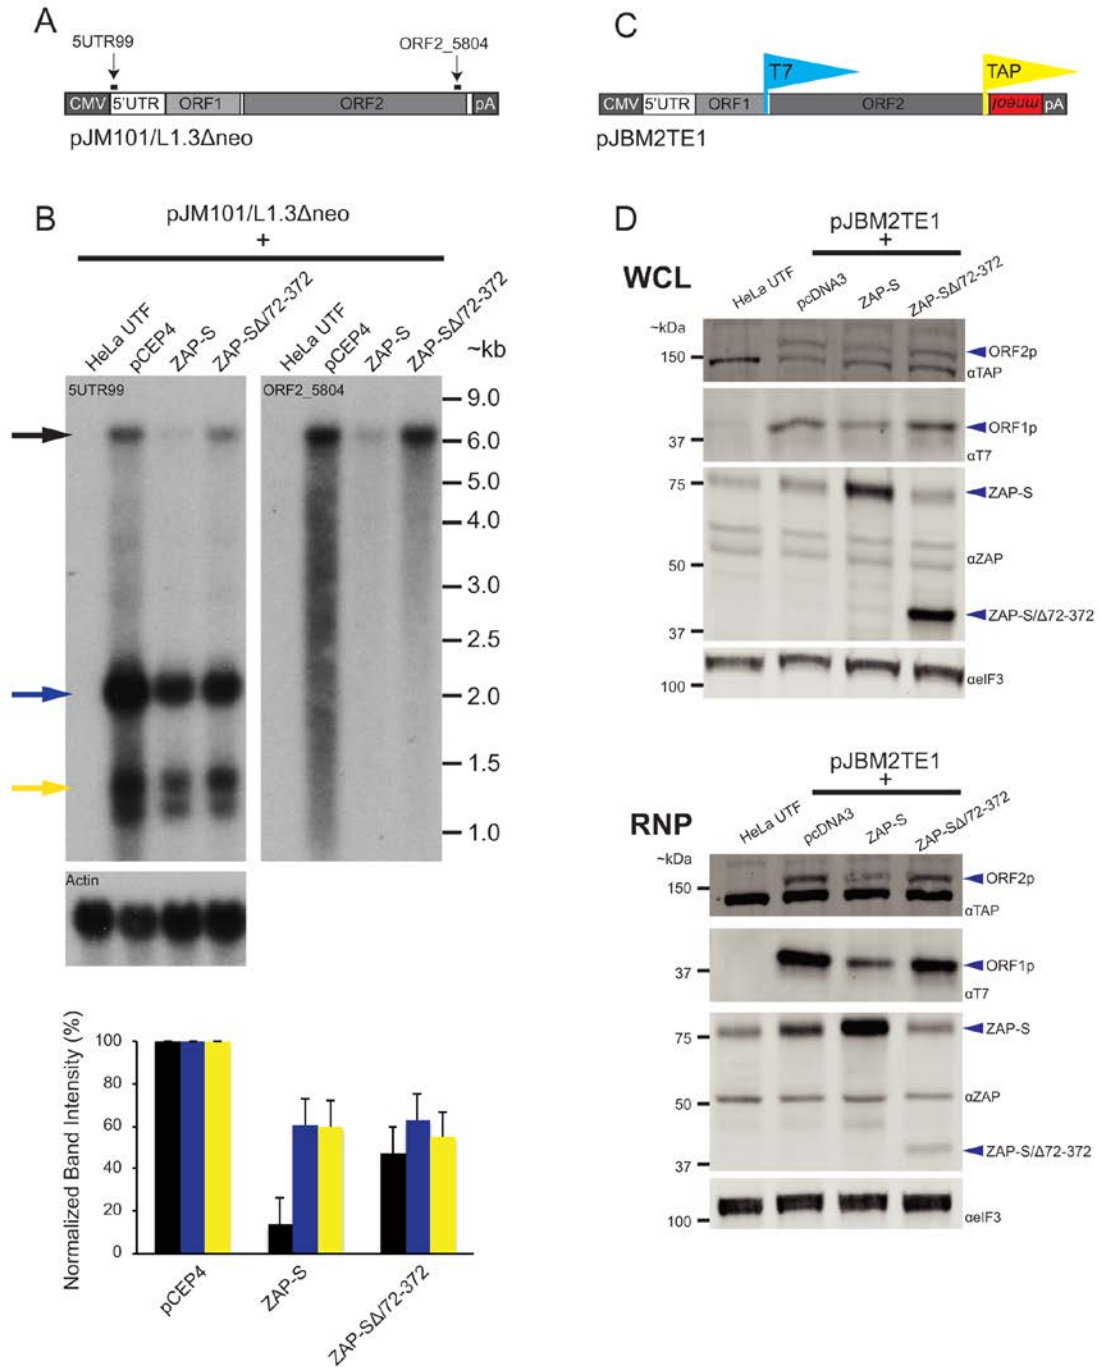 A
5UTR99
ORF2_5804
CMV 5'UTR ORF1 ORF2 pA
pJM101/L1.3Δneo
C
T7
TAP
CMV 5'UTR ORF1 ORF2 mneoI pA
pJBM2TE1
B
pJM101/L1.3Δneo
+
HeLa UTF pCEP4 ZAP-S ZAP-SΔ/72-372 HeLa UTF pCEP4 ZAP-S ZAP-SΔ/72-372
~kb
5UTR99
ORF2_5804
9.0
6.0
5.0
4.0
3.0
2.5
2.0
1.5
1.0
Actin
Normalized Band Intensity (%)
100
80
60
40
20
0
pCEP4 ZAP-S ZAP-SΔ/72-372
D
pJBM2TE1
+
WCL
HeLa UTF pcDNA3 ZAP-S ZAP-SΔ/72-372
~kDa
150
ORF2p
αTAP
37
ORF1p
αT7
75
ZAP-S
αZAP
50
ZAP-S/Δ72-372
37
αeIF3
100
pJBM2TE1
+
RNP
HeLa UTF pcDNA3 ZAP-S ZAP-SΔ/72-372
~kDa
150
ORF2p
αTAP
37
ORF1p
αT7
75
ZAP-S
αZAP
50
ZAP-S/Δ72-372
37
αeIF3
100